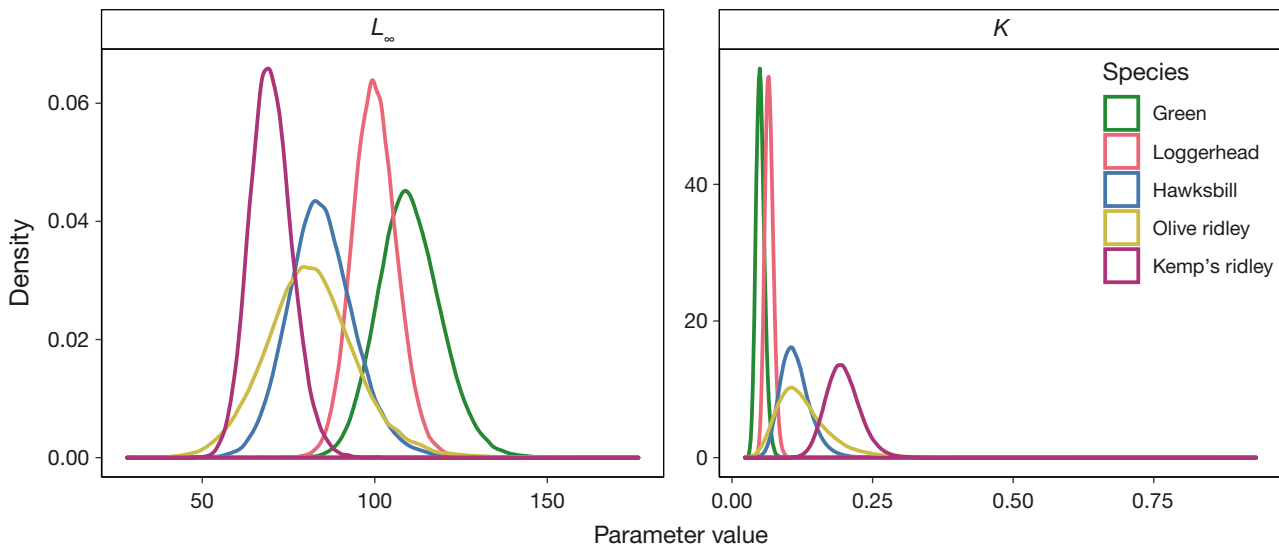 L∞
K
Density
0.06
0.04
0.02
0.00
50
100
150
40
20
0
0.00
0.25
0.50
0.75
Species
Green
Loggerhead
Hawksbill
Olive ridley
Kemp's ridley
Parameter value